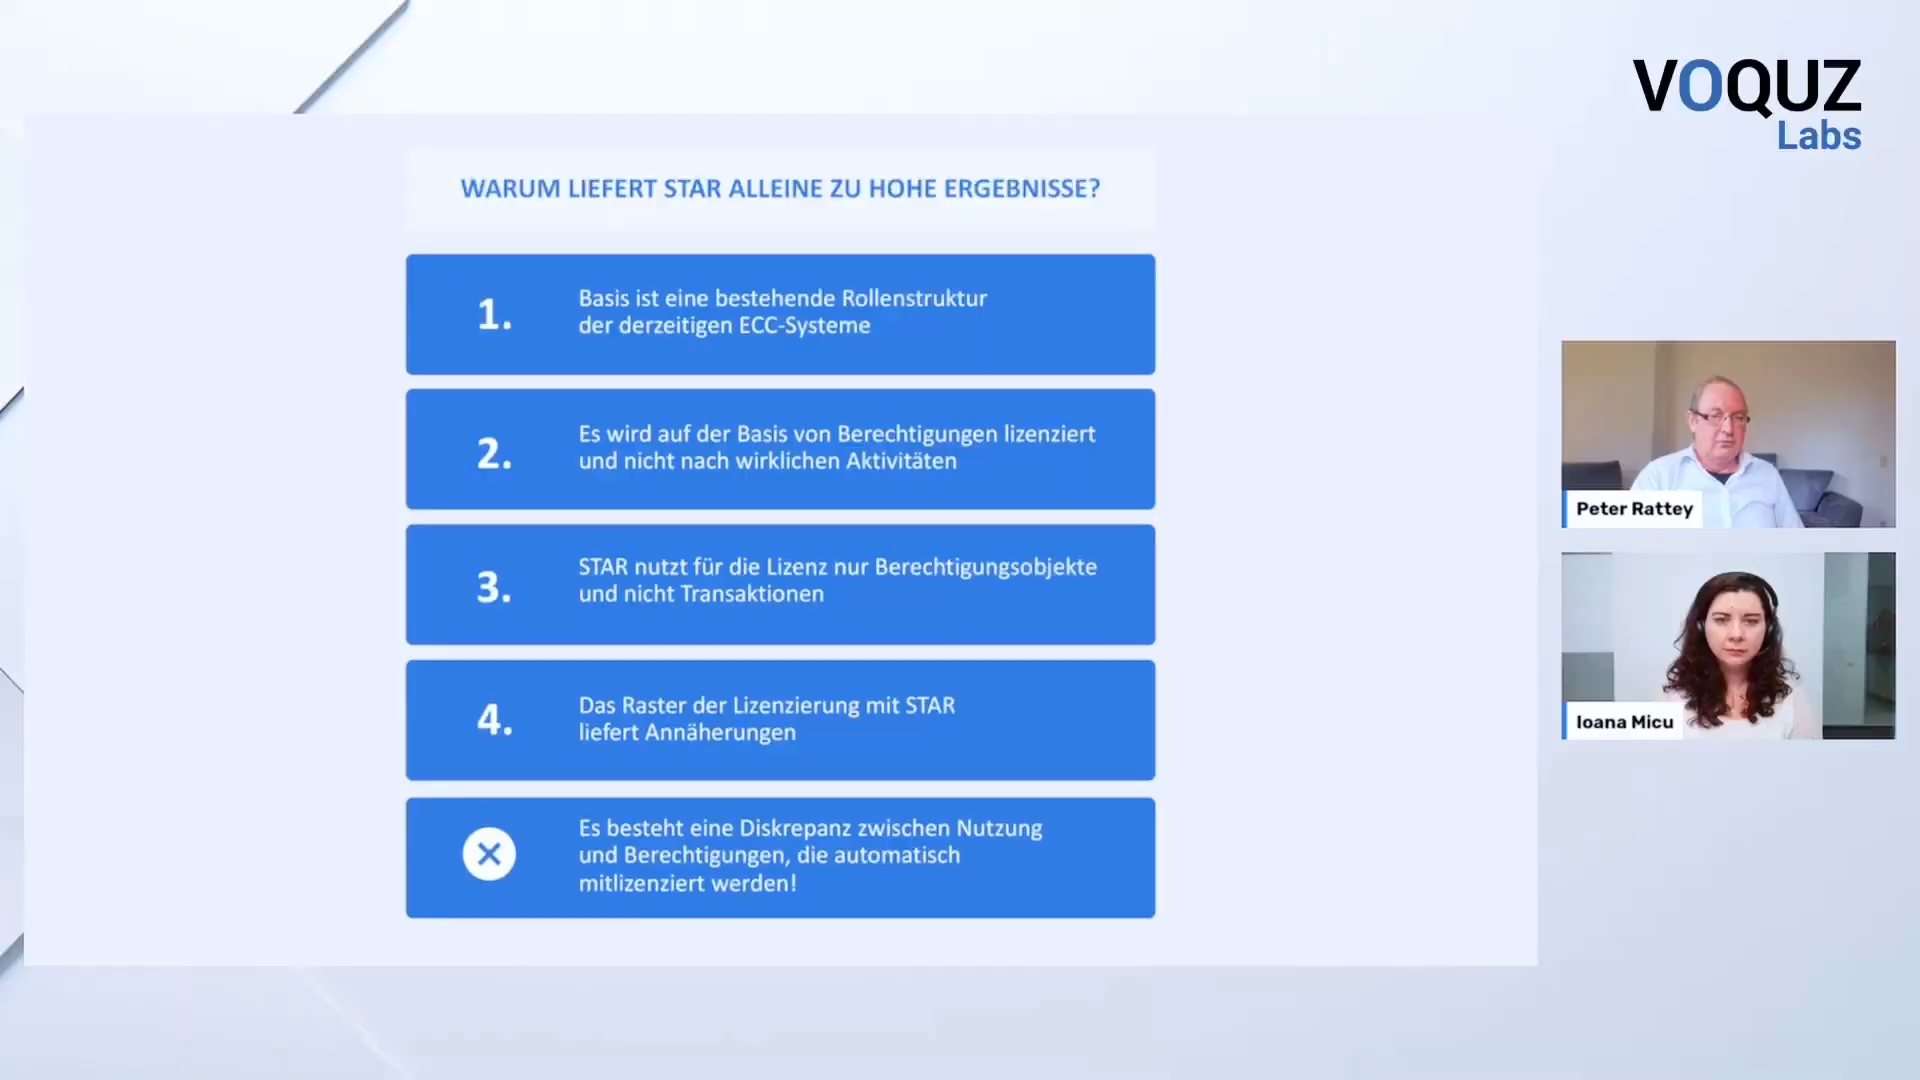 VOQUZ
Labs
WARUM LIEFERT STAR ALLEINE ZU HOHE ERGEBNISSE?
1.
Basis ist eine bestehende Rollenstruktur
der derzeitigen ECC-Systeme
2.
Es wird auf der Basis von Berechtigungen lizenziert
und nicht nach wirklichen Aktivitäten
3.
STAR nutzt für die Lizenz nur Berechtigungsobjekte
und nicht Transaktionen
4.
Das Raster der Lizenzierung mit STAR
liefert Annäherungen
Es besteht eine Diskrepanz zwischen Nutzung
und Berechtigungen, die automatisch
mitlizenziert werden!
Peter Rattey
Ioana Micu